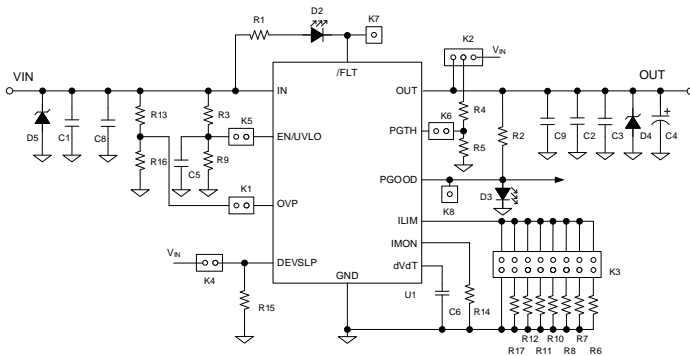 K7
D2
R1
K2
V_IN
/FLT
VIN
IN
OUT
OUT
R13
R3
R4
K5
K6
PGTH
EN/UVLO
R2
D5
C1
C8
C9
C2
C3
D4
+
C4
R16
R9
R5
C5
PGOOD
K1
D3
OVP
K8
ILIM
V_IN
IMON
DEVSLP
K3
dVdT
K4
GND
U1
R15
C6
R14
R12
R10
R7
R17
R11
R8
R6